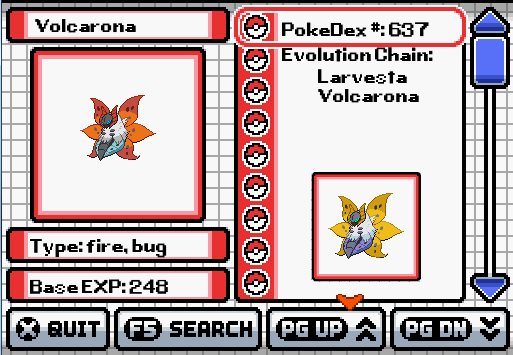 Volcarona
PokeDex #: 637
Evolution Chain:
Larvesta
Volcarona
Type: fire, bug
Base EXP: 248
X QUIT
F5 SEARCH
PG UP
PG DN